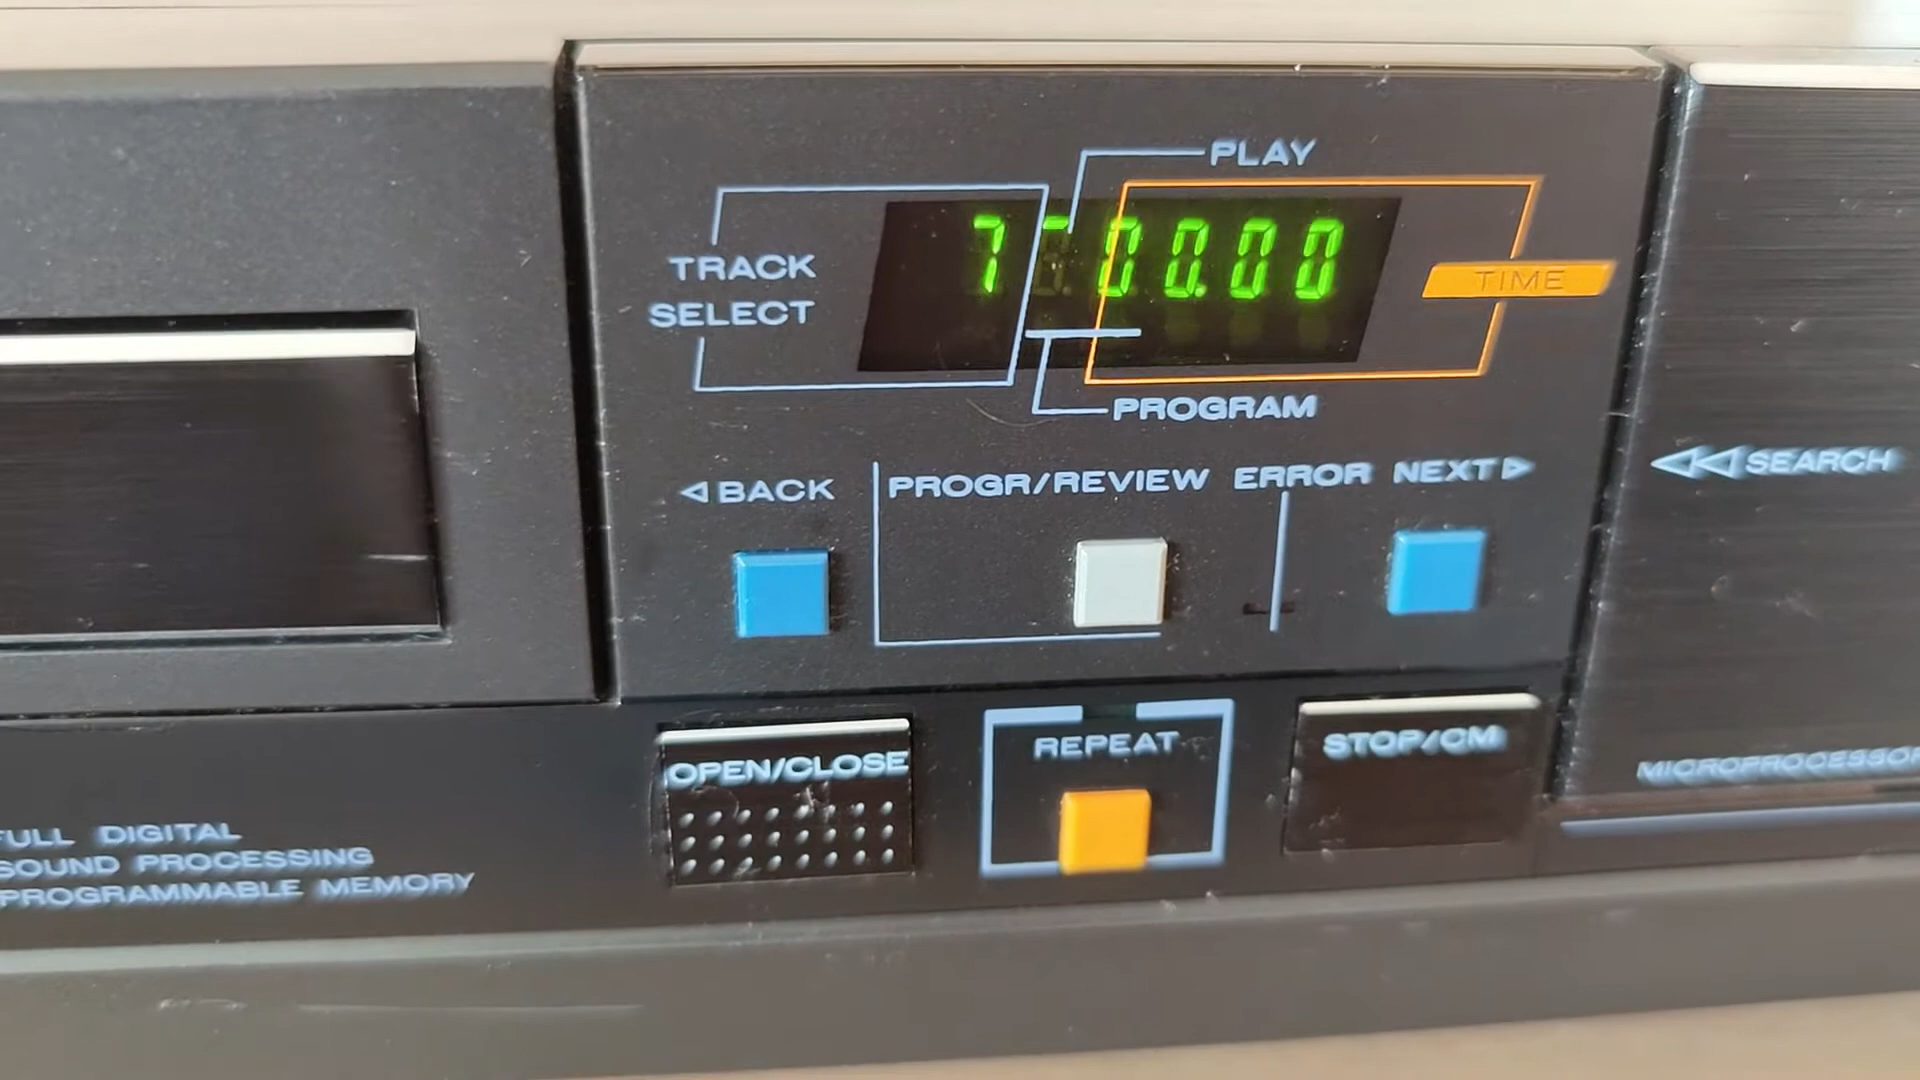 PLAY
7 00.00
TRACK
SELECT
TIME
PROGRAM
BACK PROGR/REVIEW ERROR NEXT
SEARCH
OPEN/CLOSE
REPEAT
STOP/CM
MICROPROCESSOR
FULL DIGITAL
SOUND PROCESSING
PROGRAMMABLE MEMORY